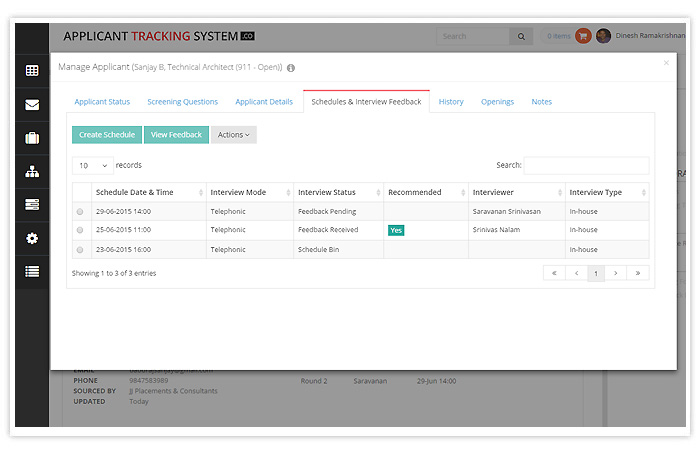 APPLICANT TRACKING SYSTEM .CO
Search
0 items
Dinesh Ramakrishnan
Manage Applicant (Sanjay B, Technical Architect (911 - Open))
×
Applicant Status
Screening Questions
Applicant Details
Schedules & Interview Feedback
History
Openings
Notes
Create Schedule
View Feedback
Actions
10 records
Search:
Schedule Date & Time Interview Mode Interview Status Recommended Interviewer Interview Type
29-06-2015 14:00 Telephonic Feedback Pending Saravanan Srinivasan In-house
25-06-2015 11:00 Telephonic Feedback Received Yes Srinivas Nalam In-house
23-06-2015 16:00 Telephonic Schedule Bin In-house
Showing 1 to 3 of 3 entries
« ‹ 1 › »
EMAIL
PHONE 9847583989 Round 2 Saravanan 29-Jun 14:00
SOURCED BY JJ Placements & Consultants
UPDATED Today